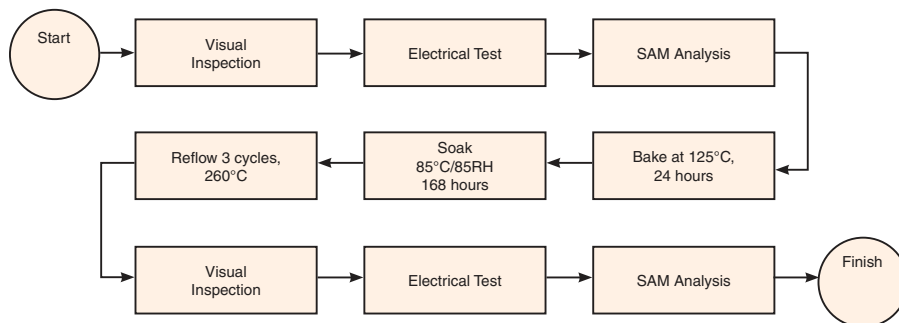 Start
Visual
Inspection
Electrical Test
SAM Analysis
Bake at 125°C,
24 hours
Soak
85°C/85RH
168 hours
Reflow 3 cycles,
260°C
Visual
Inspection
Electrical Test
SAM Analysis
Finish